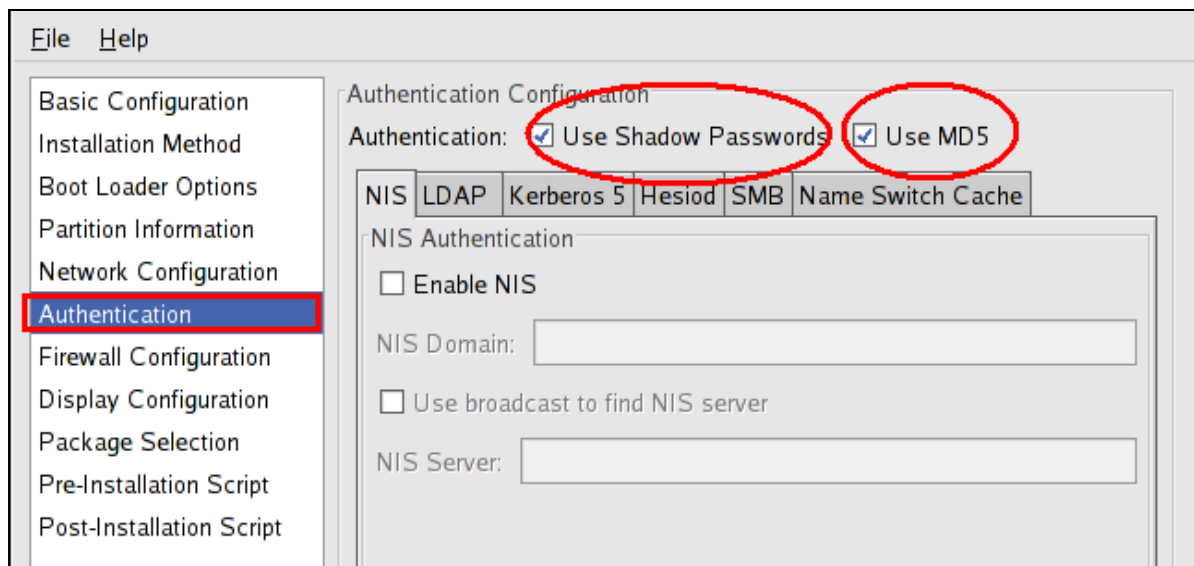 File Help
Basic Configuration
Installation Method
Boot Loader Options
Partition Information
Network Configuration
Authentication
Firewall Configuration
Display Configuration
Package Selection
Pre-Installation Script
Post-Installation Script
Authentication Configuration
Authentication: Use Shadow Passwords Use MD5
NIS LDAP Kerberos 5 Hesiod SMB Name Switch Cache
NIS Authentication
Enable NIS
NIS Domain:
Use broadcast to find NIS server
NIS Server: